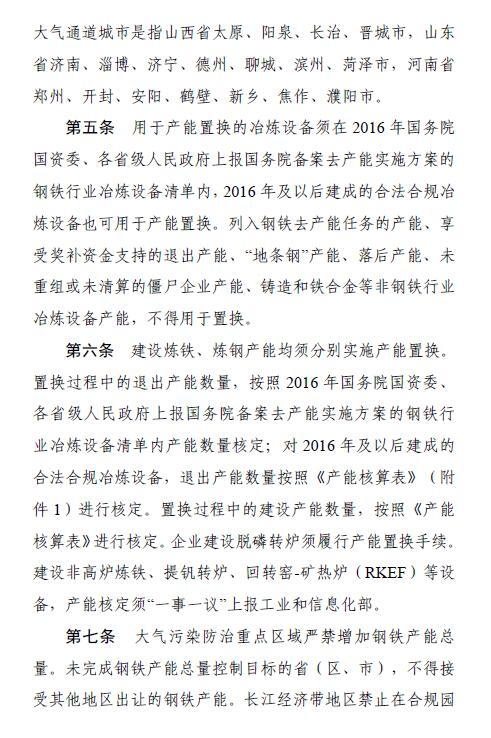 大气通道城市是指山西省太原、阳泉、长治、晋城市，山东
省济南、淄博、济宁、德州、聊城、滨州、菏泽市，河南省
郑州、开封、安阳、鹤壁、新乡、焦作、濮阳市。
第五条 用于产能置换的冶炼设备须在 2016 年国务院
国资委、各省级人民政府上报国务院备案去产能实施方案的
钢铁行业冶炼设备清单内，2016 年及以后建成的合法合规冶
炼设备也可用于产能置换。列入钢铁去产能任务的产能、享
受奖补资金支持的退出产能、“地条钢”产能、落后产能、未
重组或未清算的僵尸企业产能、铸造和铁合金等非钢铁行业
冶炼设备产能，不得用于置换。
第六条 建设炼铁、炼钢产能均须分别实施产能置换。
置换过程中的退出产能数量，按照 2016 年国务院国资委、
各省级人民政府上报国务院备案去产能实施方案的钢铁行
业冶炼设备清单内产能数量核定；对 2016 年及以后建成的
合法合规冶炼设备，退出产能数量按照《产能核算表》（附
件 1）进行核定。置换过程中的建设产能数量，按照《产能
核算表》进行核定。企业建设脱磷转炉须履行产能置换手续。
建设非高炉炼铁、提钒转炉、回转窑-矿热炉（RKEF）等设
备，产能核定须“一事一议”上报工业和信息化部。
第七条 大气污染防治重点区域严禁增加钢铁产能总
量。未完成钢铁产能总量控制目标的省（区、市），不得接
受其他地区出让的钢铁产能。长江经济带地区禁止在合规园